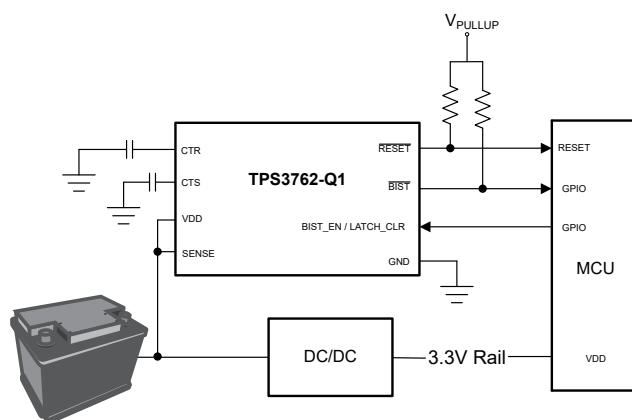 VPULLUP
CTR
CTS
VDD
SENSE
TPS3762-Q1
RESET
BIST
BIST_EN / LATCH_CLR
GND
RESET
GPIO
GPIO
MCU
VDD
DC/DC
3.3V Rail